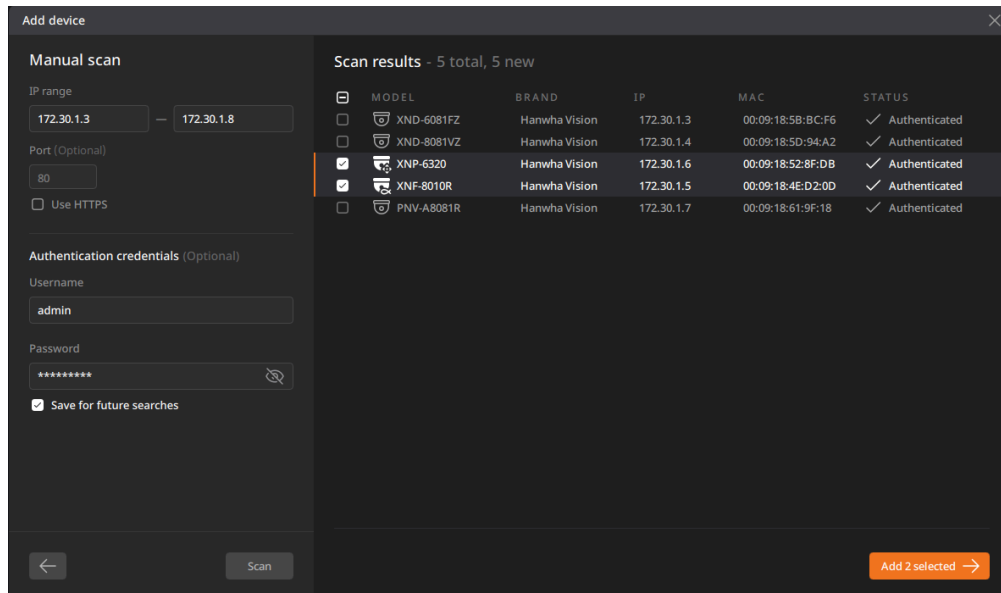 Add device
Manual scan
IP range
172.30.1.3 — 172.30.1.8
Port (Optional)
80
Use HTTPS
Authentication credentials (Optional)
Username
admin
Password
*********
Save for future searches
Scan
Scan results - 5 total, 5 new
MODEL BRAND IP MAC STATUS
XND-6081FZ Hanwha Vision 172.30.1.3 00:09:18:5B:BC:F6 Authenticated
XND-8081VZ Hanwha Vision 172.30.1.4 00:09:18:5D:94:A2 Authenticated
XNP-6320 Hanwha Vision 172.30.1.6 00:09:18:52:8F:DB Authenticated
XNF-8010R Hanwha Vision 172.30.1.5 00:09:18:4E:D2:0D Authenticated
PNV-A8081R Hanwha Vision 172.30.1.7 00:09:18:61:9F:18 Authenticated
Add 2 selected